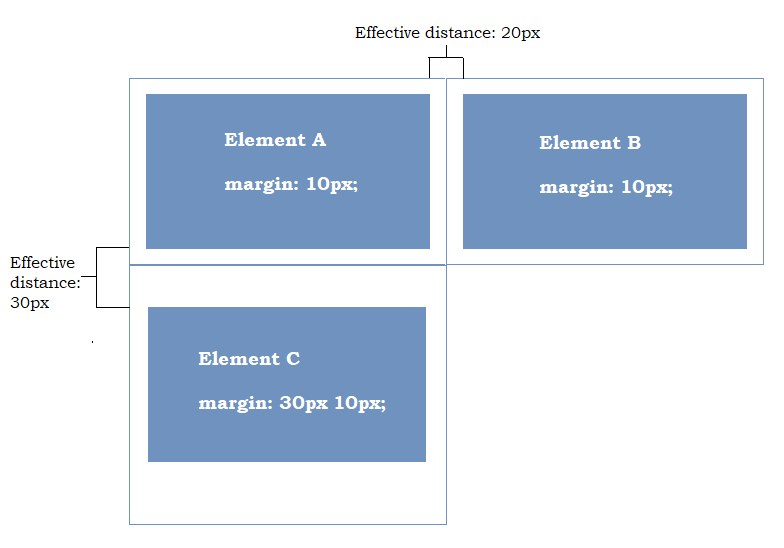 Effective distance: 20px
Element A
margin: 10px;
Element B
margin: 10px;
Effective
distance:
30px
Element C
margin: 30px 10px;